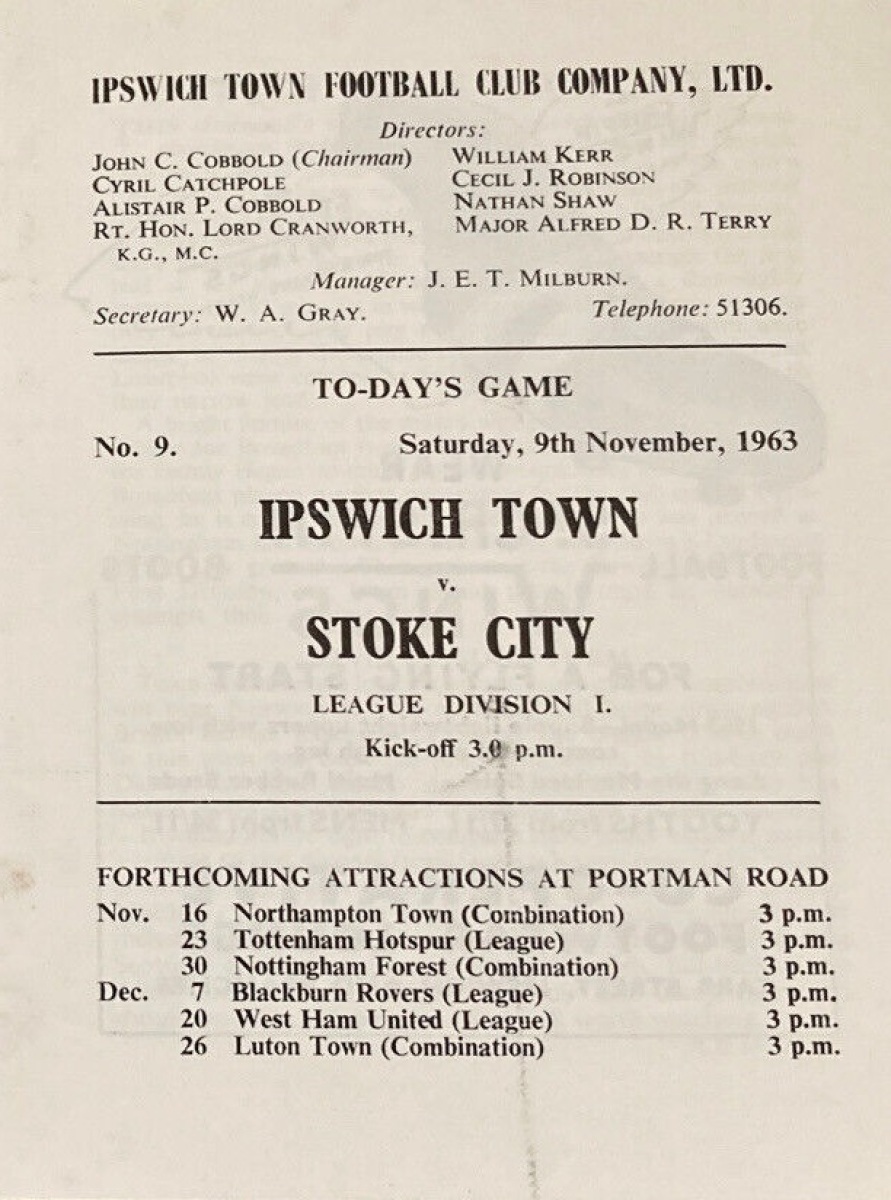 IPSWICH TOWN FOOTBALL CLUB COMPANY, LTD.
Directors:
JOHN C. COBBOLD (Chairman) WILLIAM KERR
CYRIL CATCHPOLE CECIL J. ROBINSON
ALISTAIR P. COBBOLD NATHAN SHAW
RT. HON. LORD CRANWORTH, MAJOR ALFRED D. R. TERRY
K.G., M.C.
Manager: J. E. T. MILBURN.
Secretary: W. A. GRAY. Telephone: 51306.
TO-DAY'S GAME
No. 9. Saturday, 9th November, 1963
IPSWICH TOWN
v.
STOKE CITY
LEAGUE DIVISION I.
Kick-off 3.0 p.m.
FORTHCOMING ATTRACTIONS AT PORTMAN ROAD
Nov. 16 Northampton Town (Combination) 3 p.m.
23 Tottenham Hotspur (League) 3 p.m.
30 Nottingham Forest (Combination) 3 p.m.
Dec. 7 Blackburn Rovers (League) 3 p.m.
20 West Ham United (League) 3 p.m.
26 Luton Town (Combination) 3 p.m.